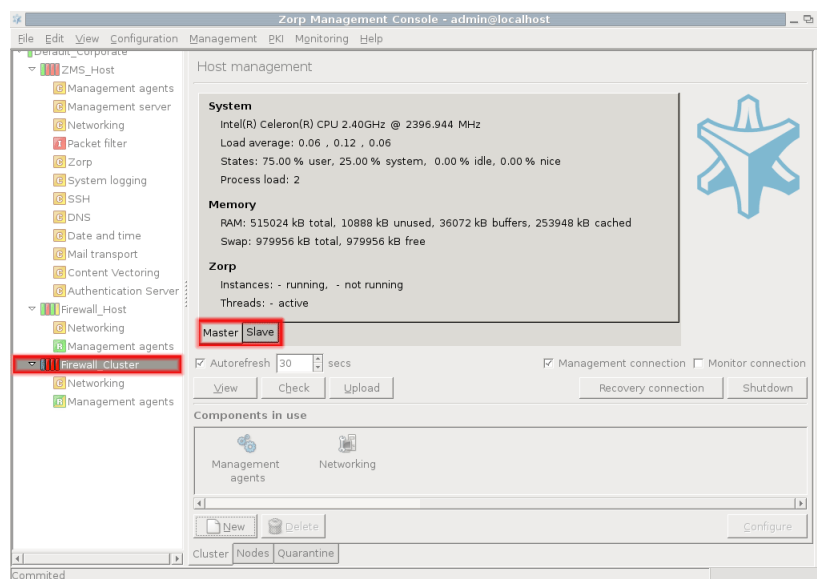 Zorp Management Console - admin@localhost
File Edit View Configuration Management PKI Monitoring Help
Default_Corporate
ZMS_Host
Management agents
Management server
Networking
Packet filter
Zorp
System logging
SSH
DNS
Date and time
Mail transport
Content Vectoring
Authentication Server
Firewall_Host
Networking
Management agents
Firewall_Cluster
Networking
Management agents
Host management
System
Intel(R) Celeron(R) CPU 2.40GHz @ 2396.944 MHz
Load average: 0.06 , 0.12 , 0.06
States: 75.00 % user, 25.00 % system, 0.00 % idle, 0.00 % nice
Process load: 2
Memory
RAM: 515024 kB total, 10888 kB unused, 36072 kB buffers, 253948 kB cached
Swap: 979956 kB total, 979956 kB free
Zorp
Instances: - running, - not running
Threads: - active
Master Slave
Autorefresh 30 secs Management connection Monitor connection
View Check Upload Recovery connection Shutdown
Components in use
Management agents
Networking
New Delete Configure
Cluster Nodes Quarantine
Commited